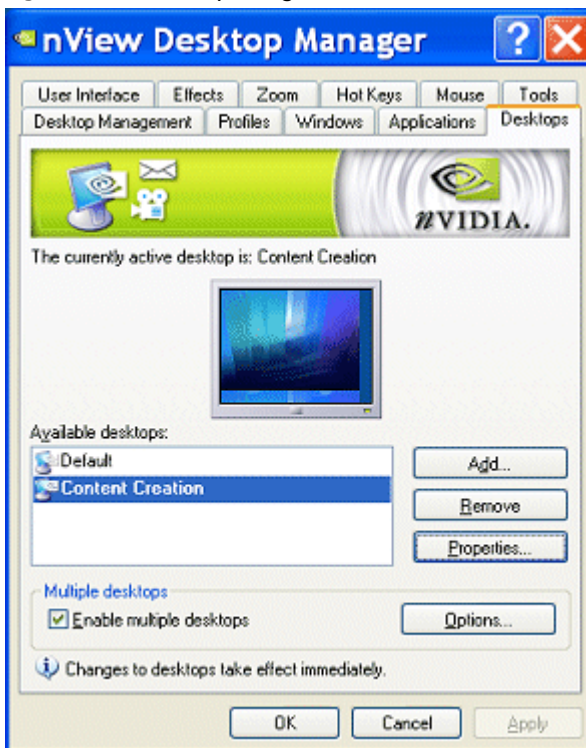 nView Desktop Manager
User Interface Effects Zoom Hot Keys Mouse Tools
Desktop Management Profiles Windows Applications Desktops
NVIDIA.
The currently active desktop is: Content Creation
Available desktops:
Default
Content Creation
Add...
Remove
Properties...
Multiple desktops
Enable multiple desktops
Options...
Changes to desktops take effect immediately.
OK Cancel Apply